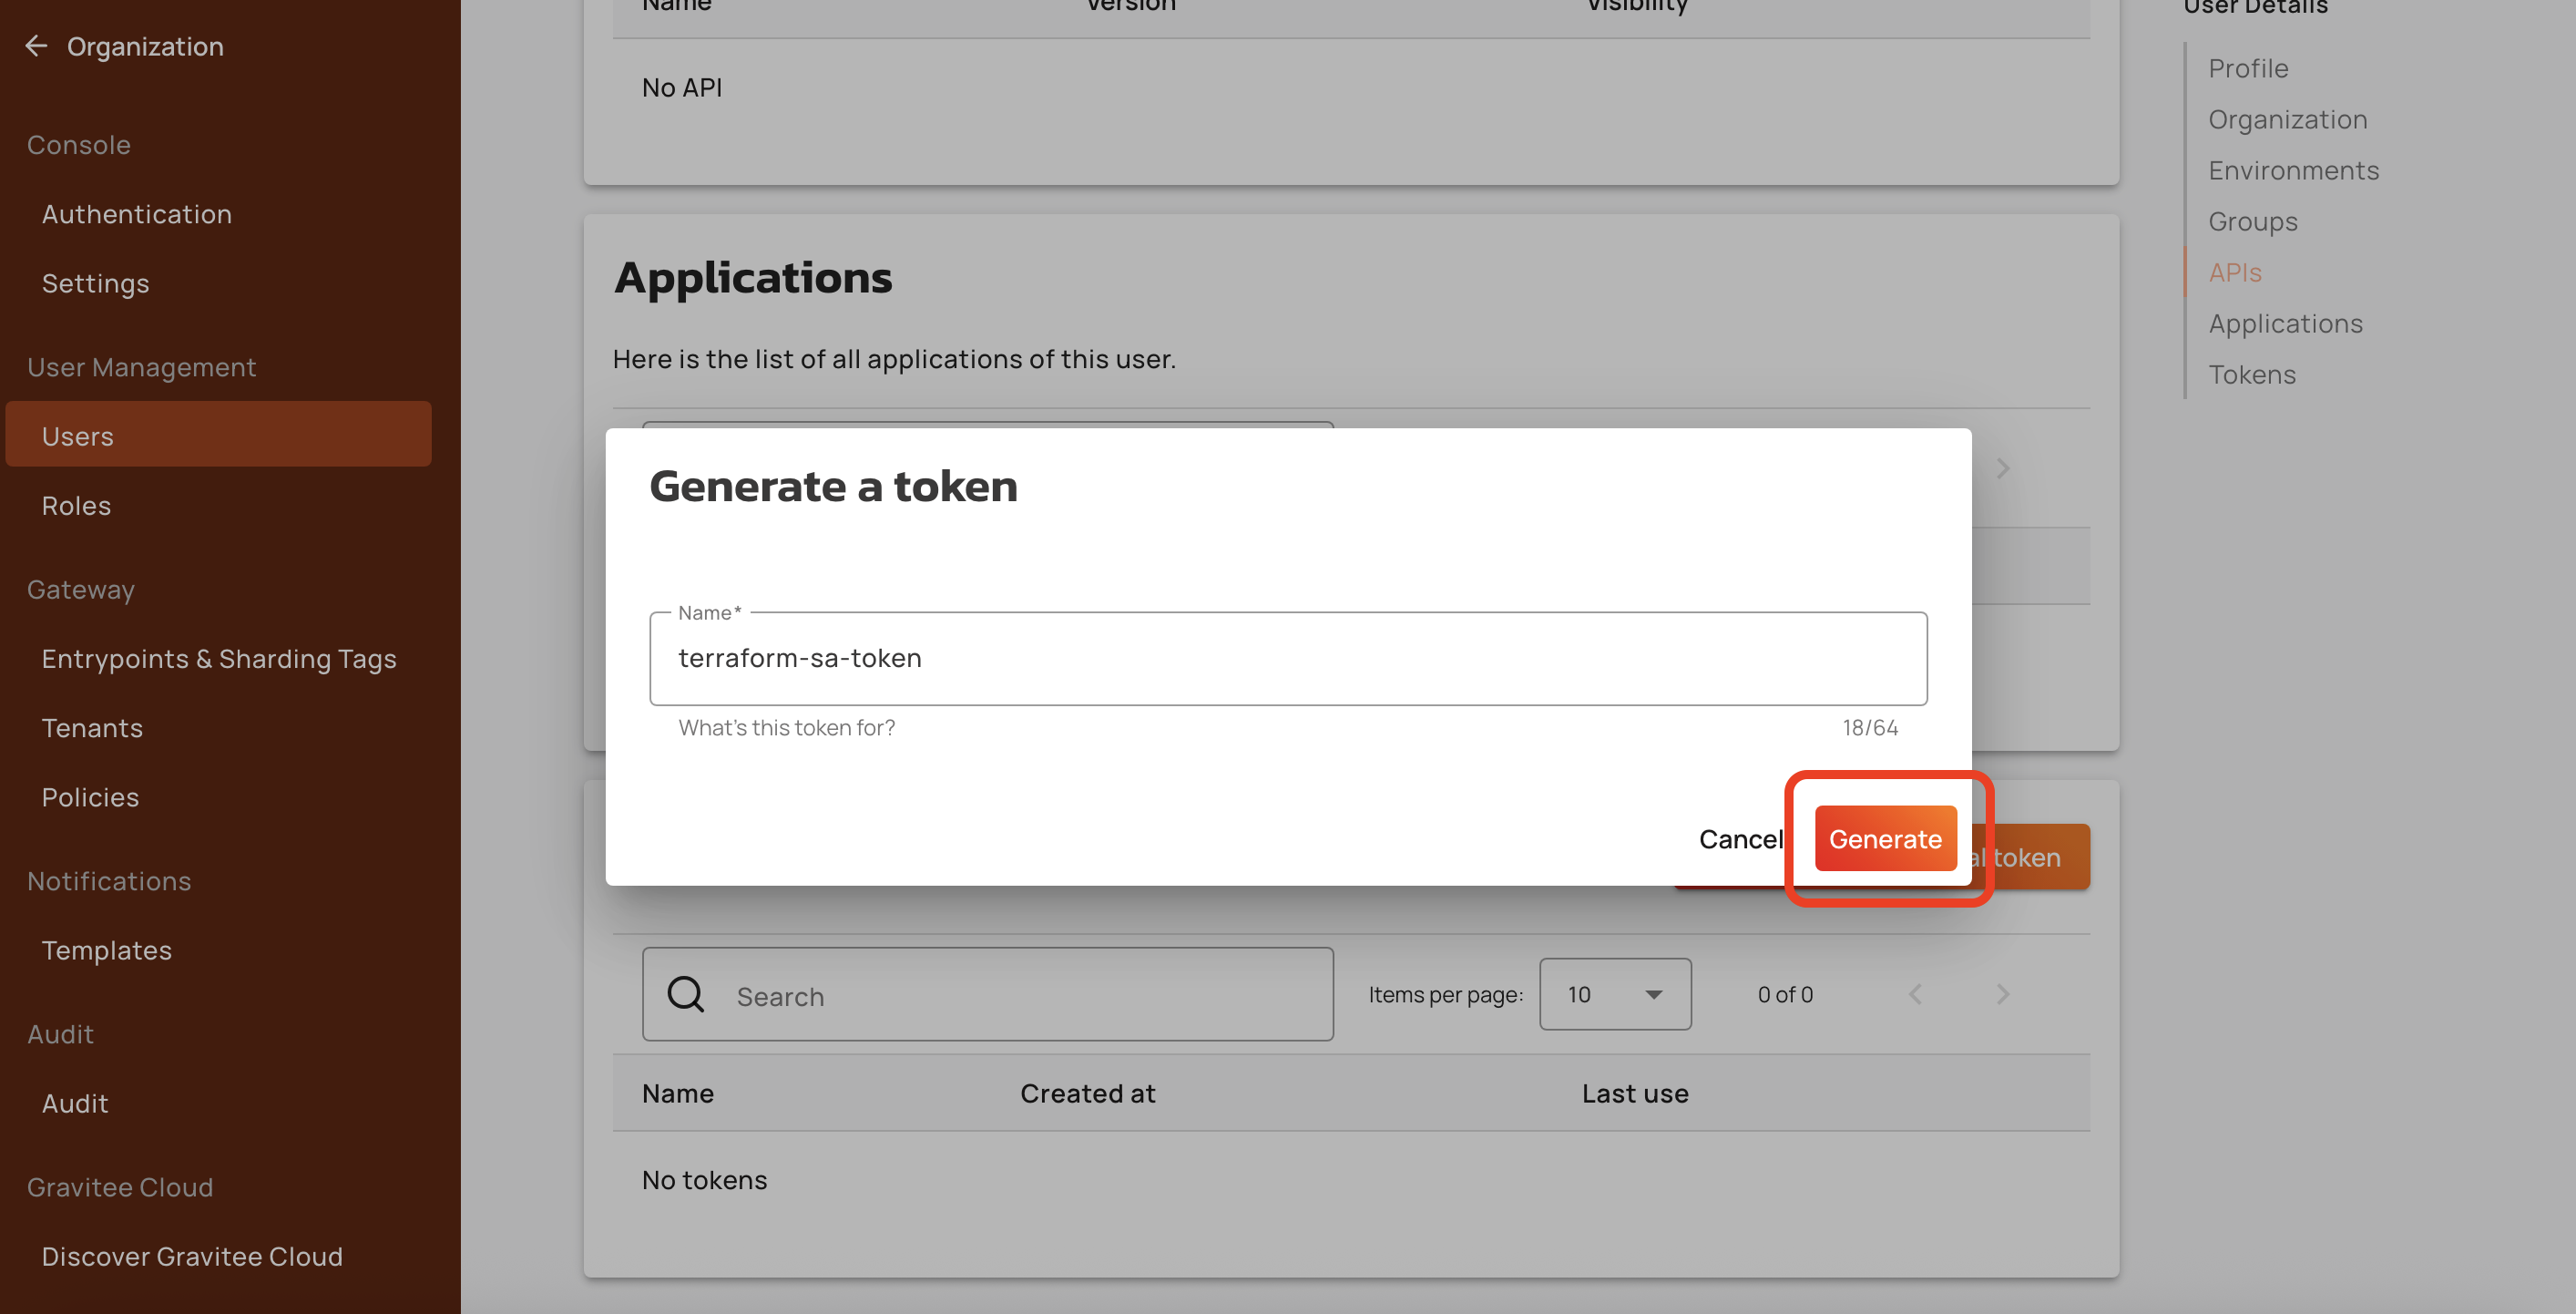 Organization
Console
Authentication
Settings
User Management
Users
Roles
Gateway
Entrypoints & Sharding Tags
Tenants
Policies
Notifications
Templates
Audit
Audit
Gravitee Cloud
Discover Gravitee Cloud
Name Version Visibility
No API
Applications
Here is the list of all applications of this user.
Generate a token
Name*
terraform-sa-token
What's this token for? 18/64
Cancel Generate
token
Search Items per page: 10 0 of 0
Name Created at Last use
No tokens
User Details
Profile
Organization
Environments
Groups
APIs
Applications
Tokens